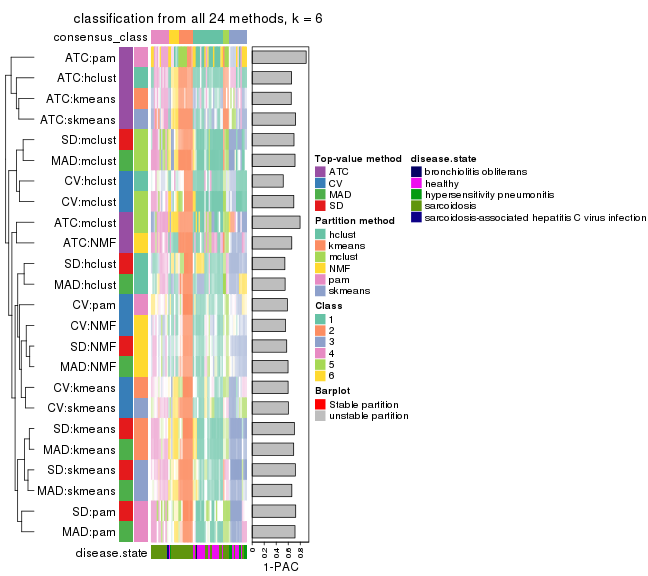 classification from all 24 methods, k = 6
consensus_class
ATC:pam
ATC:hclust
ATC:kmeans
ATC:skmeans
SD:mclust
MAD:mclust
CV:hclust
CV:mclust
ATC:mclust
ATC:NMF
SD:hclust
MAD:hclust
CV:pam
CV:NMF
SD:NMF
MAD:NMF
CV:kmeans
CV:skmeans
SD:kmeans
MAD:kmeans
SD:skmeans
MAD:skmeans
SD:pam
MAD:pam
disease.state
0 0.2 0.4 0.6 0.8
1-PAC
Top-value method
ATC
CV
MAD
SD
Partition method
hclust
kmeans
mclust
NMF
pam
skmeans
Class
1
2
3
4
5
6
Barplot
Stable partition
unstable partition
disease.state
bronchiolitis obliterans
healthy
hypersensitivity pneumonitis
sarcoidosis
sarcoidosis-associated hepatitis C virus infection